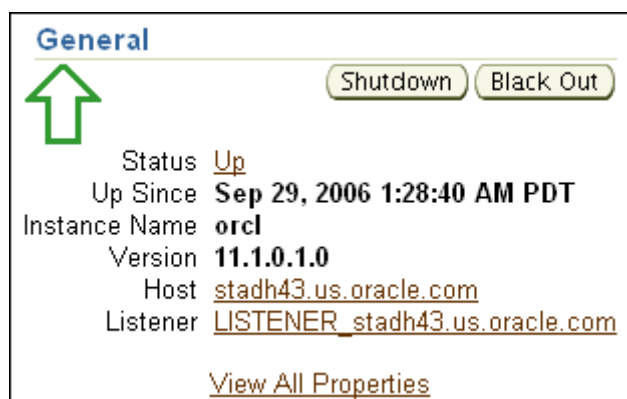 General
Shutdown Black Out
Status Up
Up Since Sep 29, 2006 1:28:40 AM PDT
Instance Name orcl
Version 11.1.0.1.0
Host stadh43.us.oracle.com
Listener LISTENER_stadh43.us.oracle.com
View All Properties